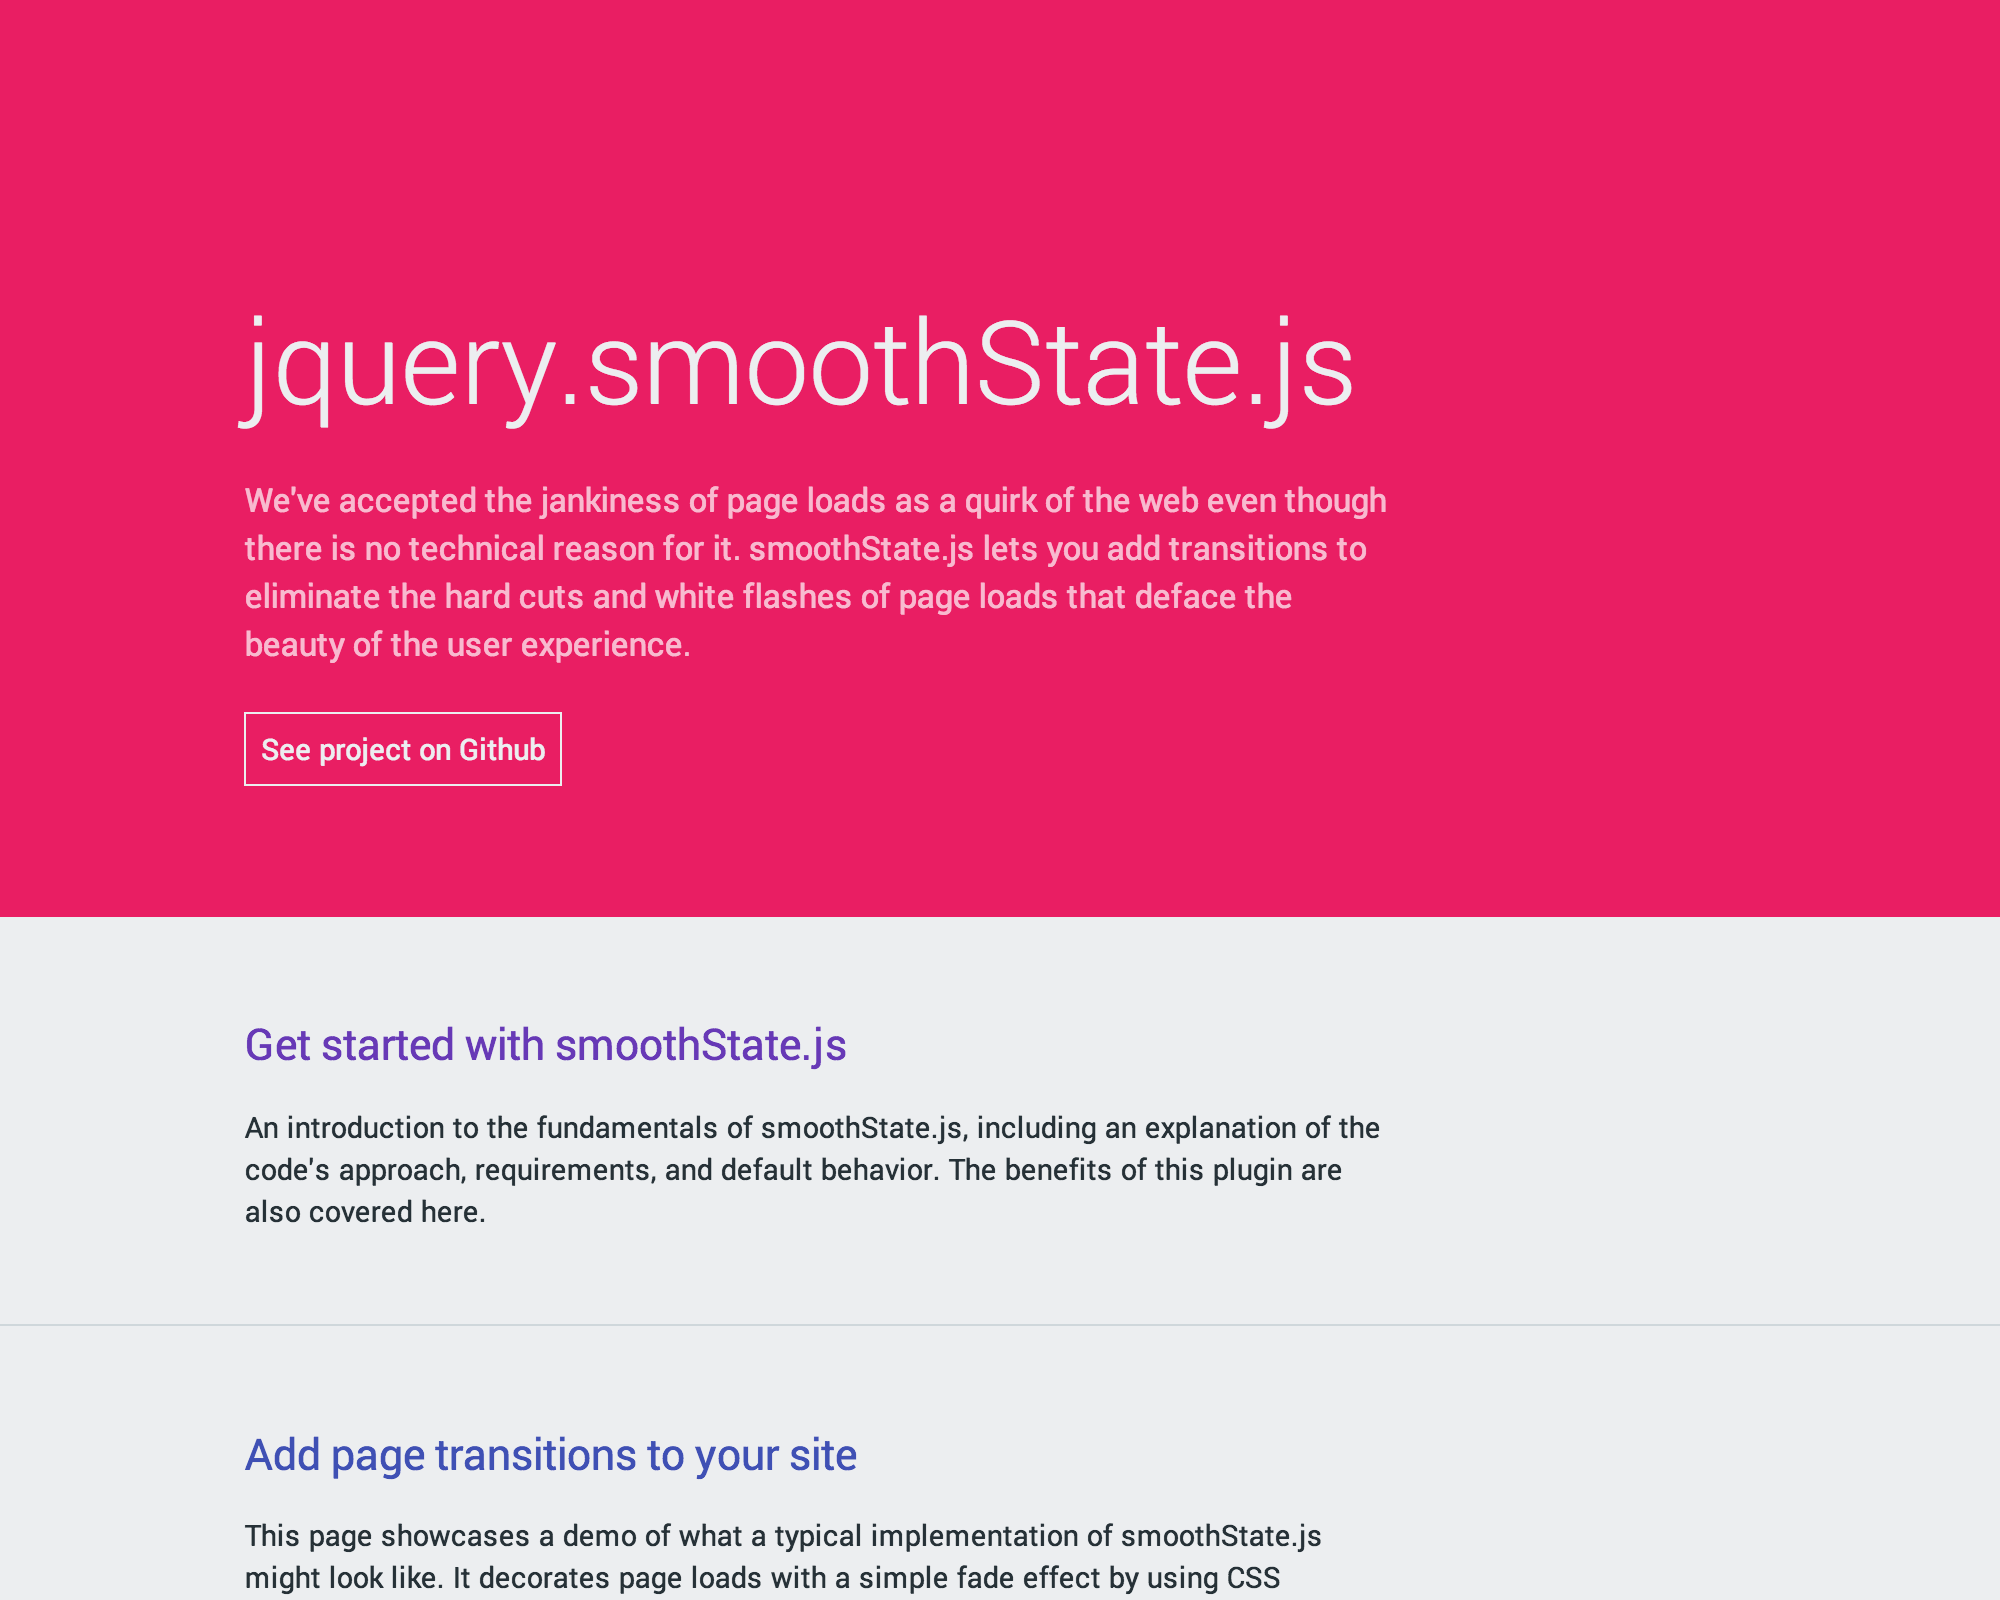 jquery.smoothState.js
We've accepted the jankiness of page loads as a quirk of the web even though
there is no technical reason for it. smoothState.js lets you add transitions to
eliminate the hard cuts and white flashes of page loads that deface the
beauty of the user experience.
See project on Github
Get started with smoothState.js
An introduction to the fundamentals of smoothState.js, including an explanation of the
code's approach, requirements, and default behavior. The benefits of this plugin are
also covered here.
Add page transitions to your site
This page showcases a demo of what a typical implementation of smoothState.js
might look like. It decorates page loads with a simple fade effect by using CSS